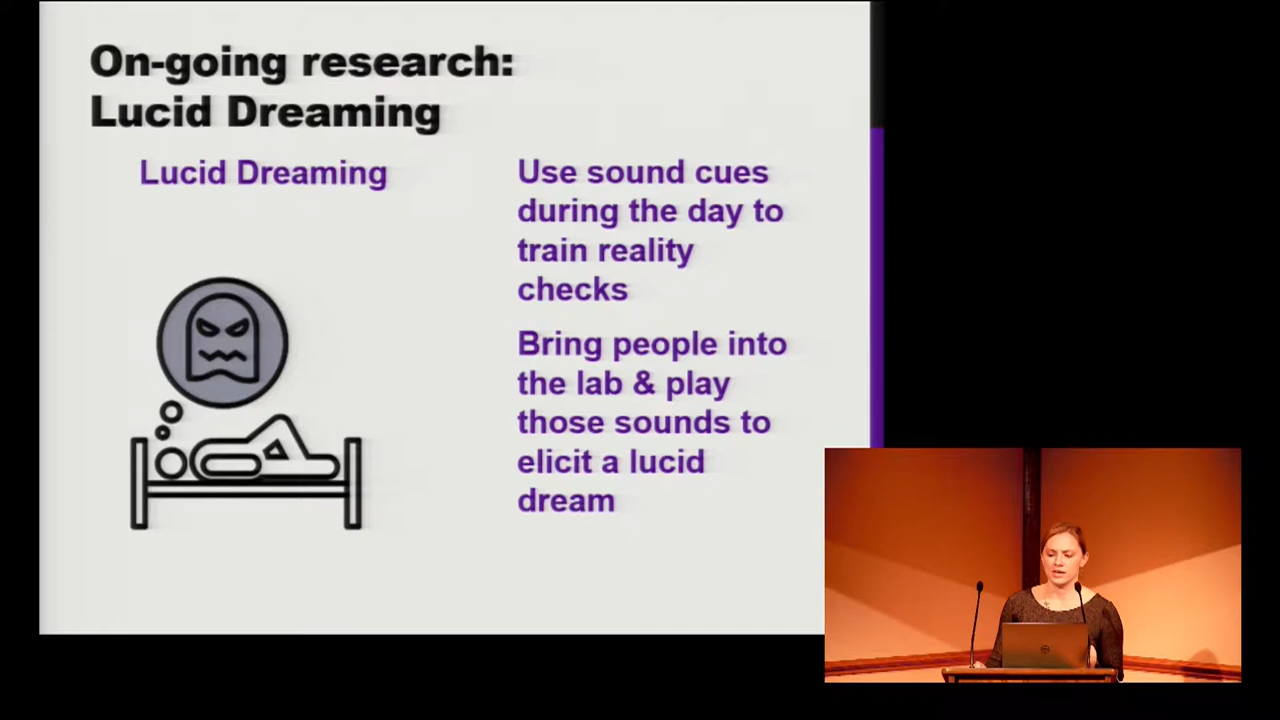 On-going research:
Lucid Dreaming
Lucid Dreaming
Use sound cues
during the day to
train reality
checks
Bring people into
the lab & play
those sounds to
elicit a lucid
dream